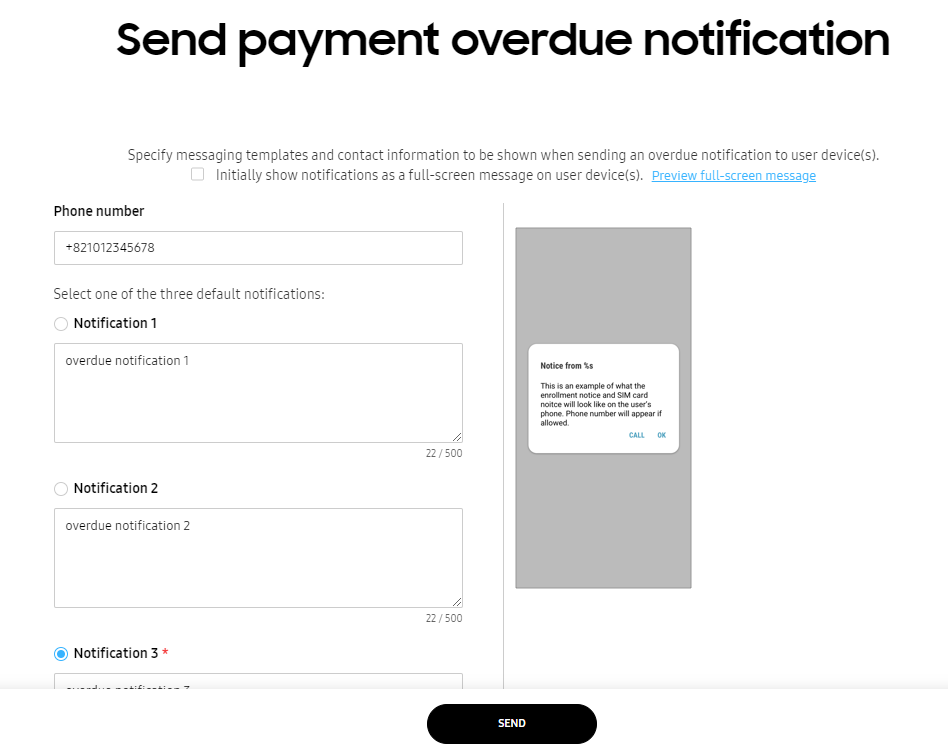 Send payment overdue notification
Specify messaging templates and contact information to be shown when sending an overdue notification to user device(s).
Initially show notifications as a full-screen message on user device(s). Preview full-screen message
Phone number
+821012345678
Select one of the three default notifications:
Notification 1
overdue notification 1
22 / 500
Notification 2
overdue notification 2
22 / 500
Notification 3 *
overdue notification 3
Notice from %s
This is an example of what the
enrollment notice and SIM card
noitce will look like on the user's
phone. Phone number will appear if
allowed.
CALL OK
SEND